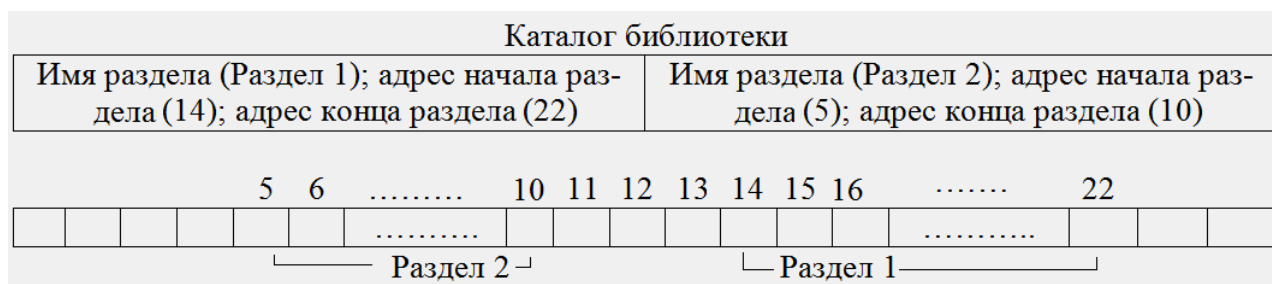 Каталог библиотеки
Имя раздела (Раздел 1); адрес начала раз-
дела (14); адрес конца раздела (22)
Имя раздела (Раздел 2); адрес начала раз-
дела (5); адрес конца раздела (10)
5 6 ……… 10 11 12 13 14 15 16 ……. 22
………. ………..
Раздел 2 Раздел 1